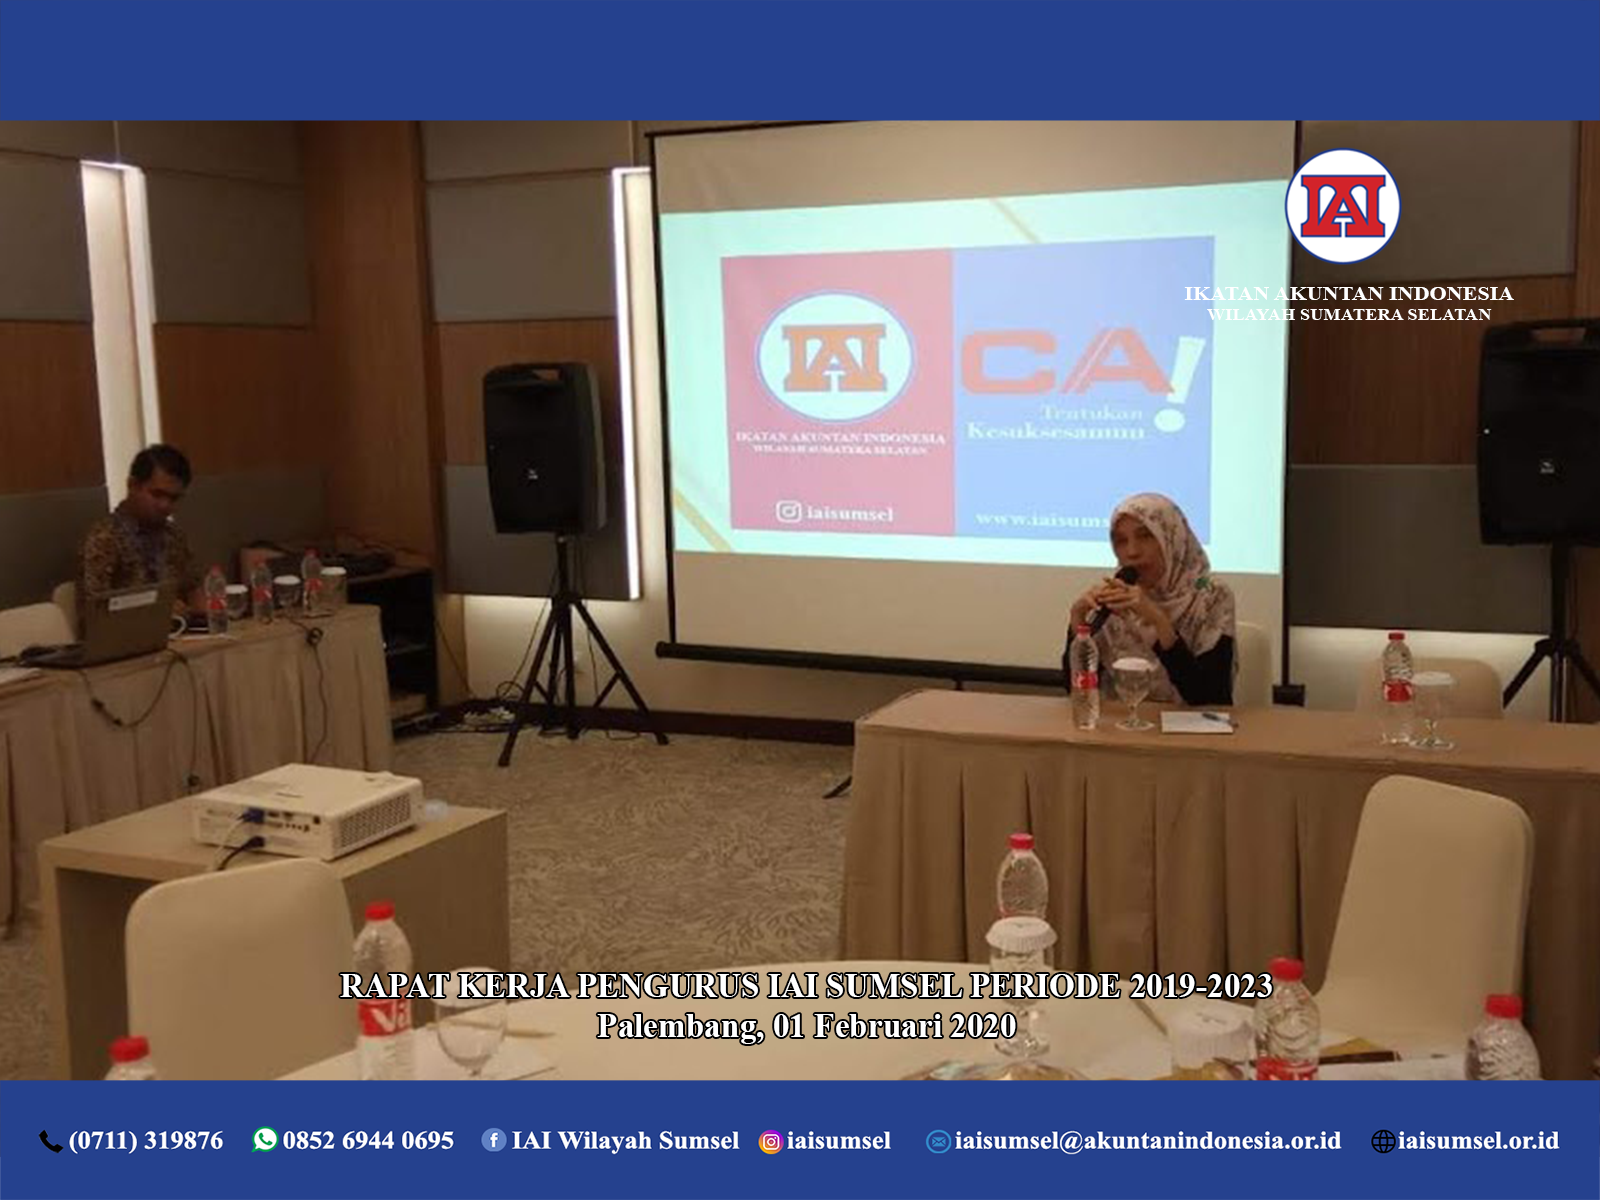 IAI
IKATAN AKUNTAN INDONESIA
WILAYAH SUMATERA SELATAN
IAI
IKATAN AKUNTAN INDONESIA
WILAYAH SUMATERA SELATAN
iaisumsel
CA!
Tentukan
Kesuksesanmu
www.iaisums
RAPAT KERJA PENGURUS IAI SUMSEL PERIODE 2019-2023
Palembang, 01 Februari 2020
(0711) 319876 0852 6944 0695 IAI Wilayah Sumsel iaisumsel iaisumsel@akuntanindonesia.or.id iaisumsel.or.id